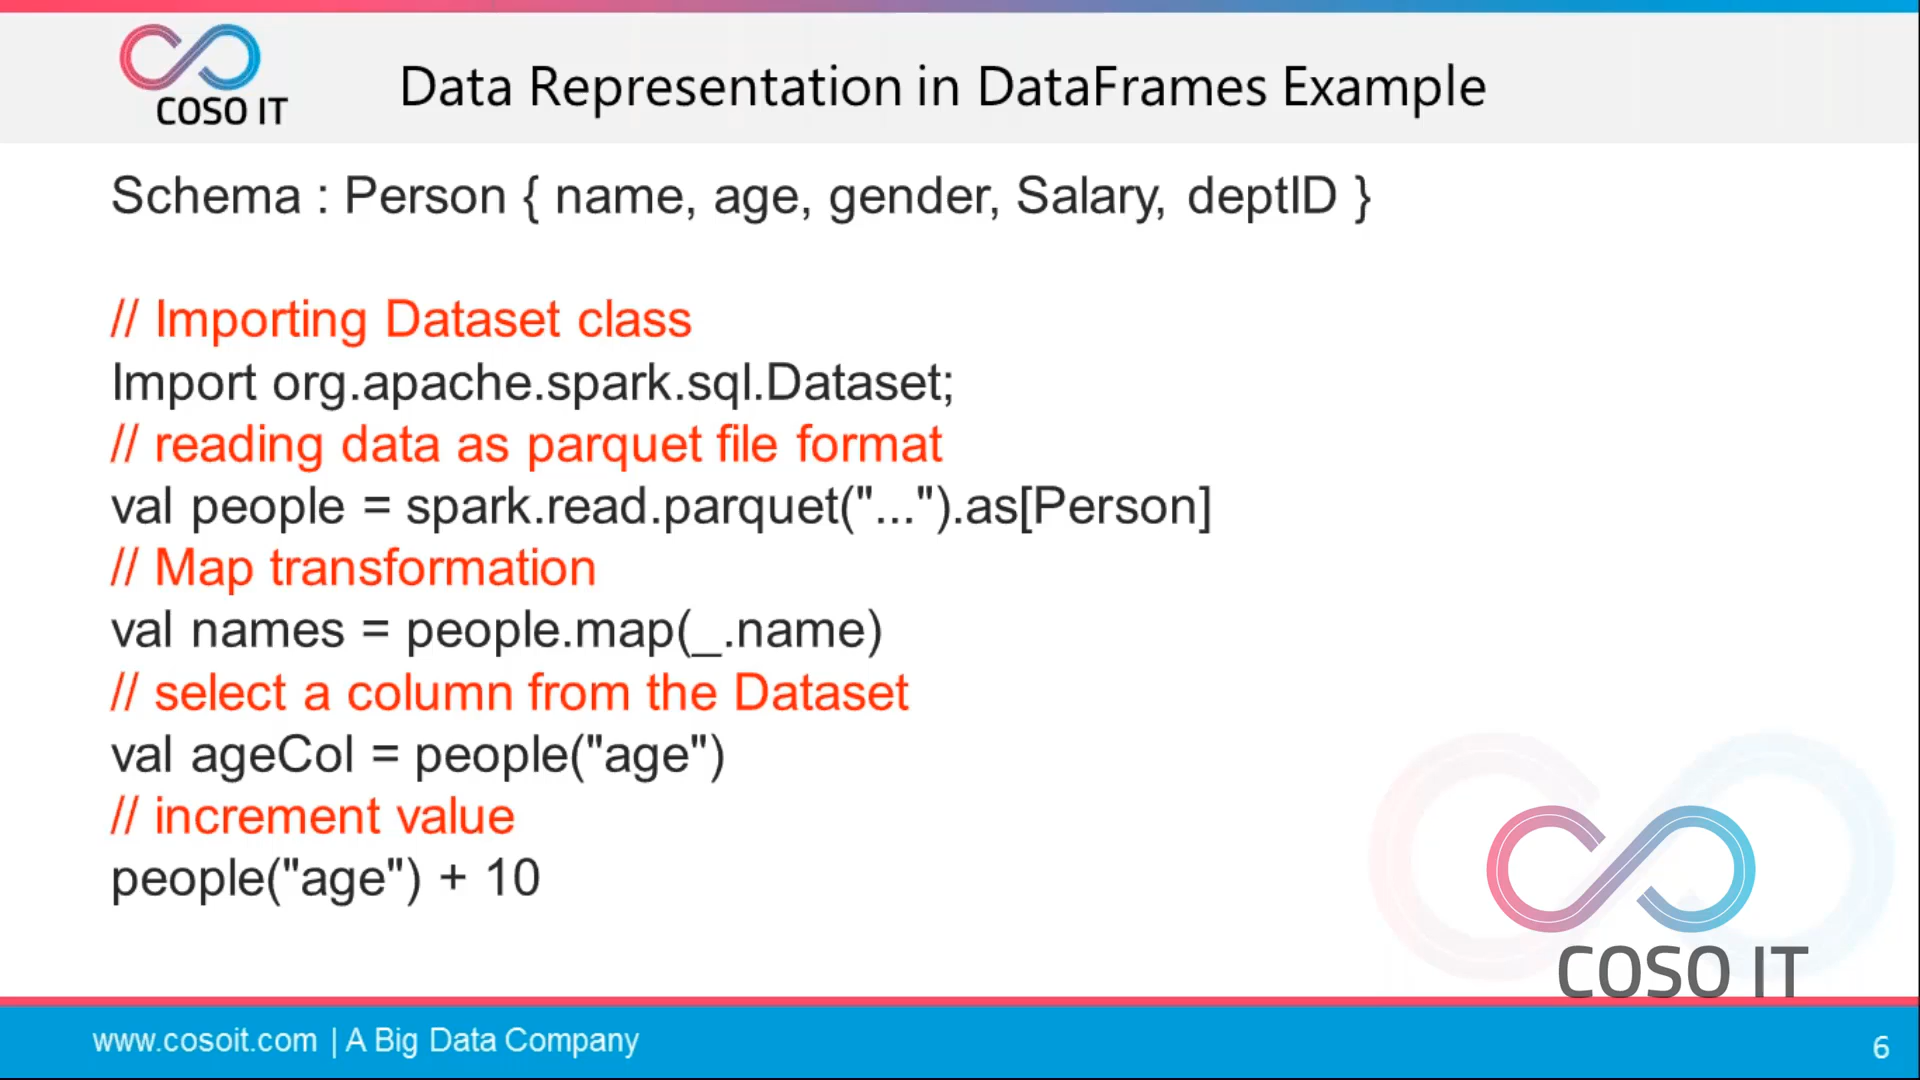 COSO IT
Data Representation in DataFrames Example
Schema : Person { name, age, gender, Salary, deptID }
// Importing Dataset class
Import org.apache.spark.sql.Dataset;
// reading data as parquet file format
val people = spark.read.parquet("...").as[Person]
// Map transformation
val names = people.map(_.name)
// select a column from the Dataset
val ageCol = people("age")
// increment value
people("age") + 10
COSO IT
www.cosoit.com | A Big Data Company
6